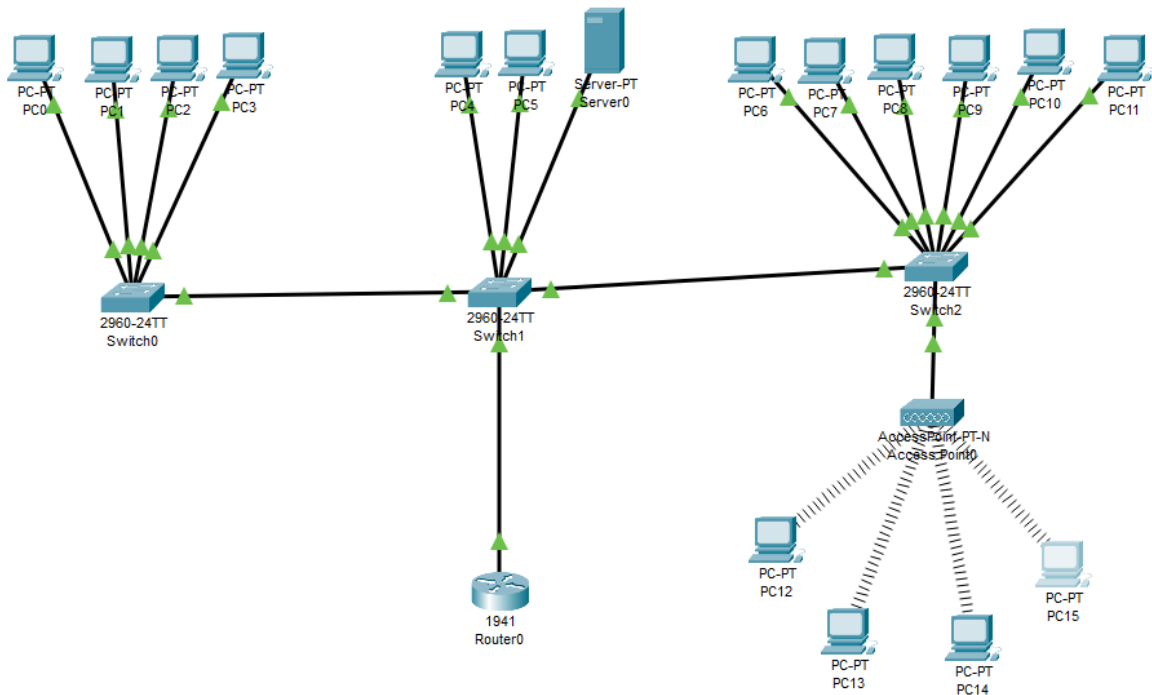 PC-PT
PC0
PC-PT
PC1
PC-PT
PC2
PC-PT
PC3
PC-PT
PC4
PC-PT
PC5
Server-PT
Server0
PC-PT
PC6
PC-PT
PC7
PC-PT
PC8
PC-PT
PC9
PC-PT
PC10
PC-PT
PC11
2960-24TT
Switch0
2960-24TT
Switch1
2960-24TT
Switch2
AccessPoint-PT-N
Access Point0
PC-PT
PC12
PC-PT
PC13
PC-PT
PC14
PC-PT
PC15
1941
Router0